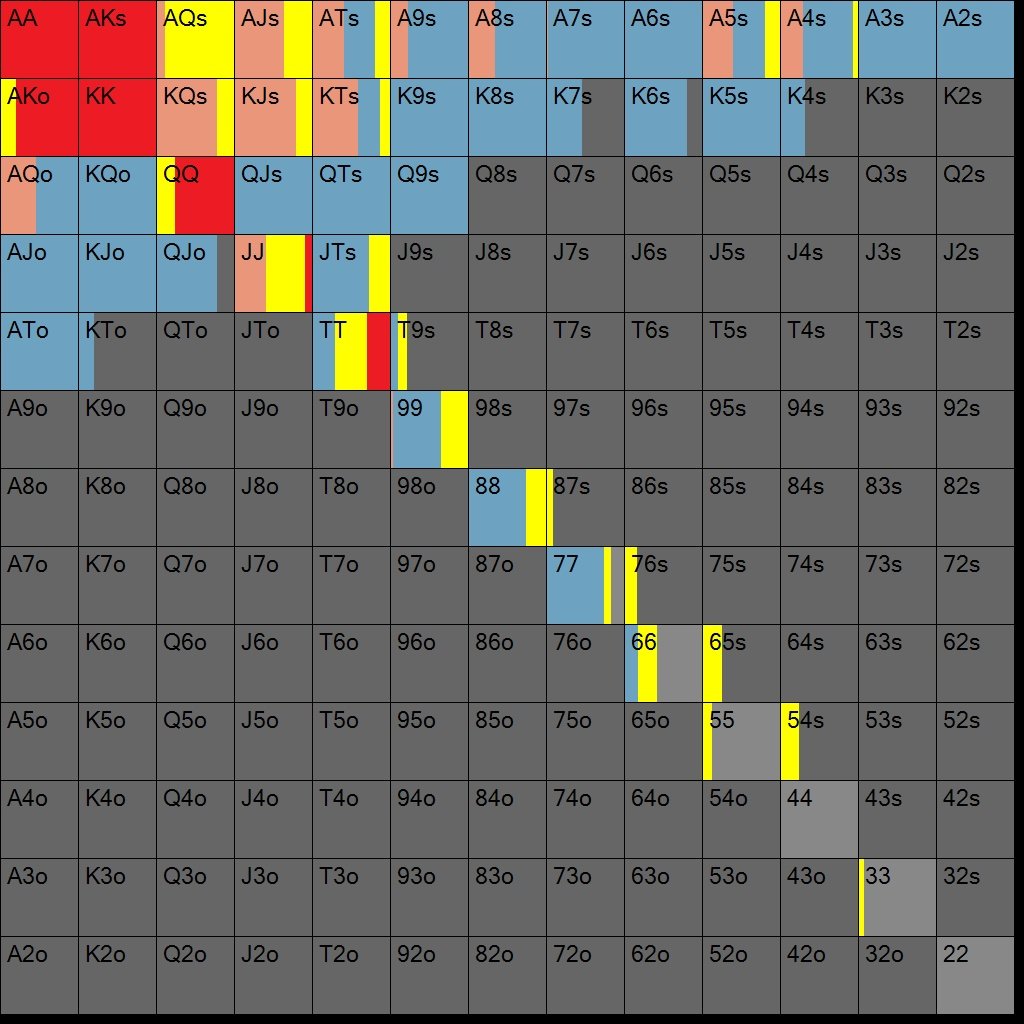 AA AKs AQs AJs ATs A9s A8s A7s A6s A5s A4s A3s A2s
AKo KK KQs KJs KTs K9s K8s K7s K6s K5s K4s K3s K2s
AQo KQo QQ QJs QTs Q9s Q8s Q7s Q6s Q5s Q4s Q3s Q2s
AJo KJo QJo JJ JTs J9s J8s J7s J6s J5s J4s J3s J2s
ATo KTo QTo JTo TT T9s T8s T7s T6s T5s T4s T3s T2s
A9o K9o Q9o J9o T9o 99 98s 97s 96s 95s 94s 93s 92s
A8o K8o Q8o J8o T8o 98o 88 87s 86s 85s 84s 83s 82s
A7o K7o Q7o J7o T7o 97o 87o 77 76s 75s 74s 73s 72s
A6o K6o Q6o J6o T6o 96o 86o 76o 66 65s 64s 63s 62s
A5o K5o Q5o J5o T5o 95o 85o 75o 65o 55 54s 53s 52s
A4o K4o Q4o J4o T4o 94o 84o 74o 64o 54o 44 43s 42s
A3o K3o Q3o J3o T3o 93o 83o 73o 63o 53o 43o 33 32s
A2o K2o Q2o J2o T2o 92o 82o 72o 62o 52o 42o 32o 22